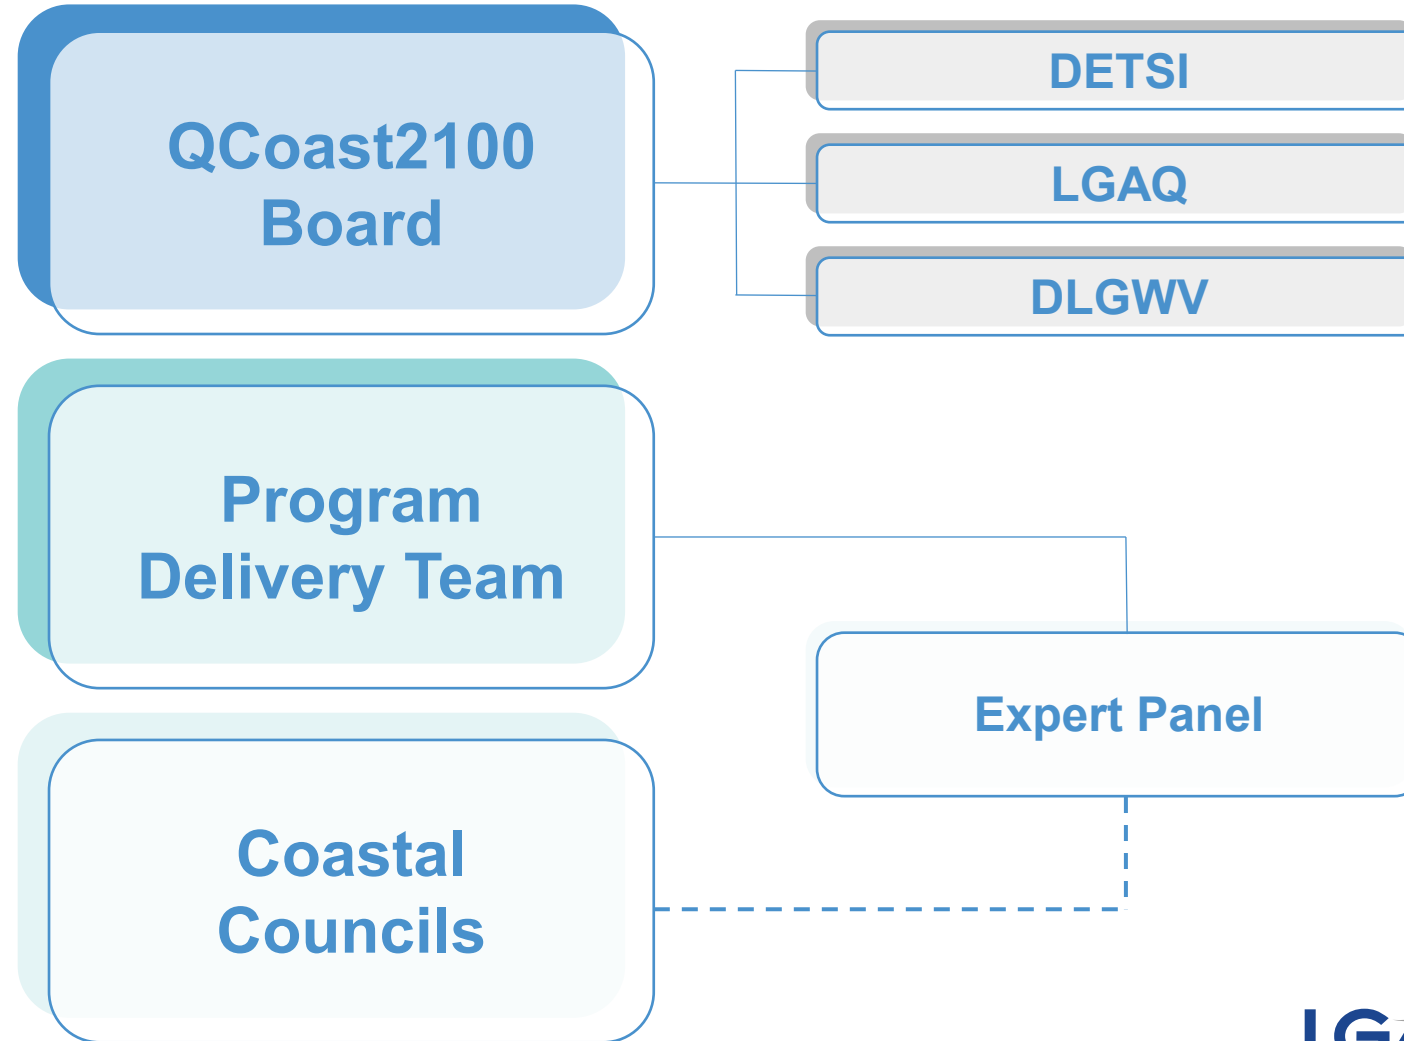 QCoast2100
Board
DETSI
LGAQ
DLGWV
Program
Delivery Team
Expert Panel
Coastal
Councils